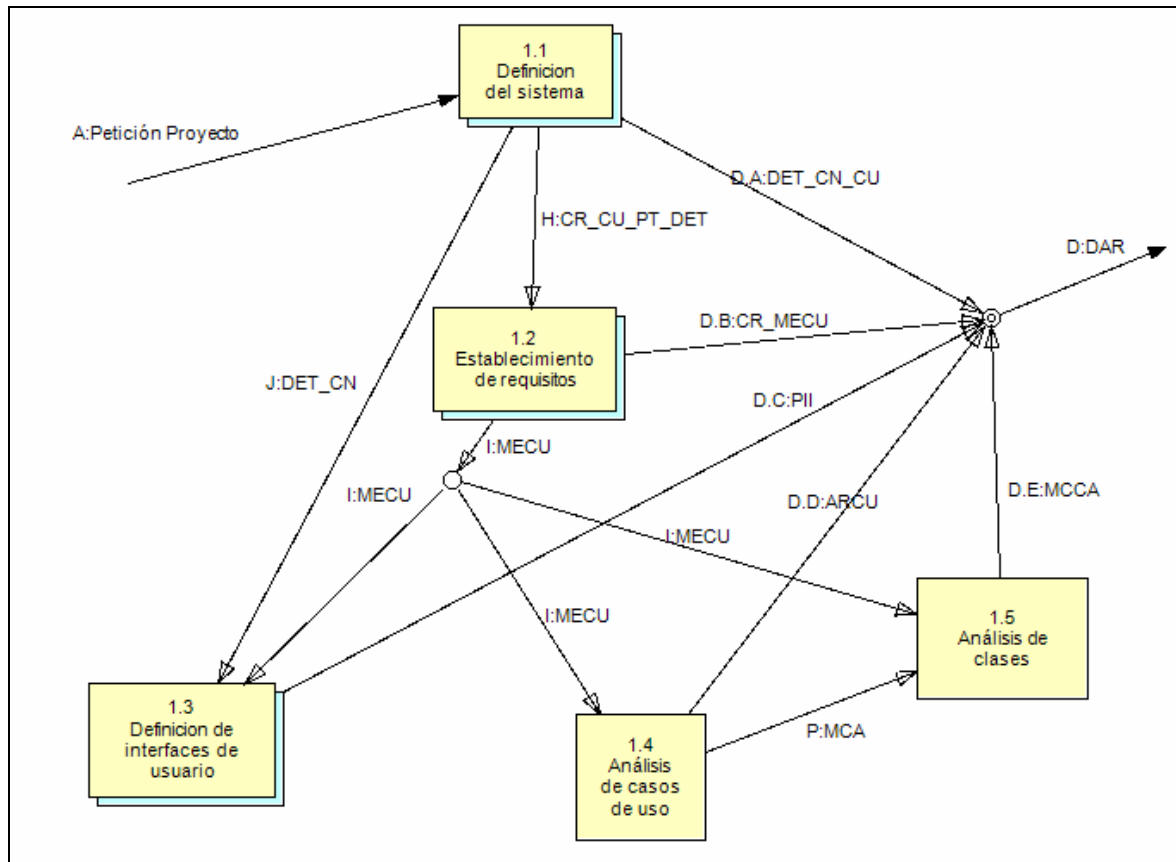 1.1
Definicion
del sistema
A:Petición Proyecto
D.A:DET_CN_CU
H:CR_CU_PT_DET
D:DAR
1.2
Establecimiento
de requisitos
D.B:CR_MECU
J:DET_CN
D.C:PII
I:MECU
I:MECU
D.D:ARCU
D.E:MCCA
I:MECU
I:MECU
1.5
Análisis de
clases
1.3
Definicion de
interfaces de
usuario
1.4
Análisis
de casos
de uso
P:MCA